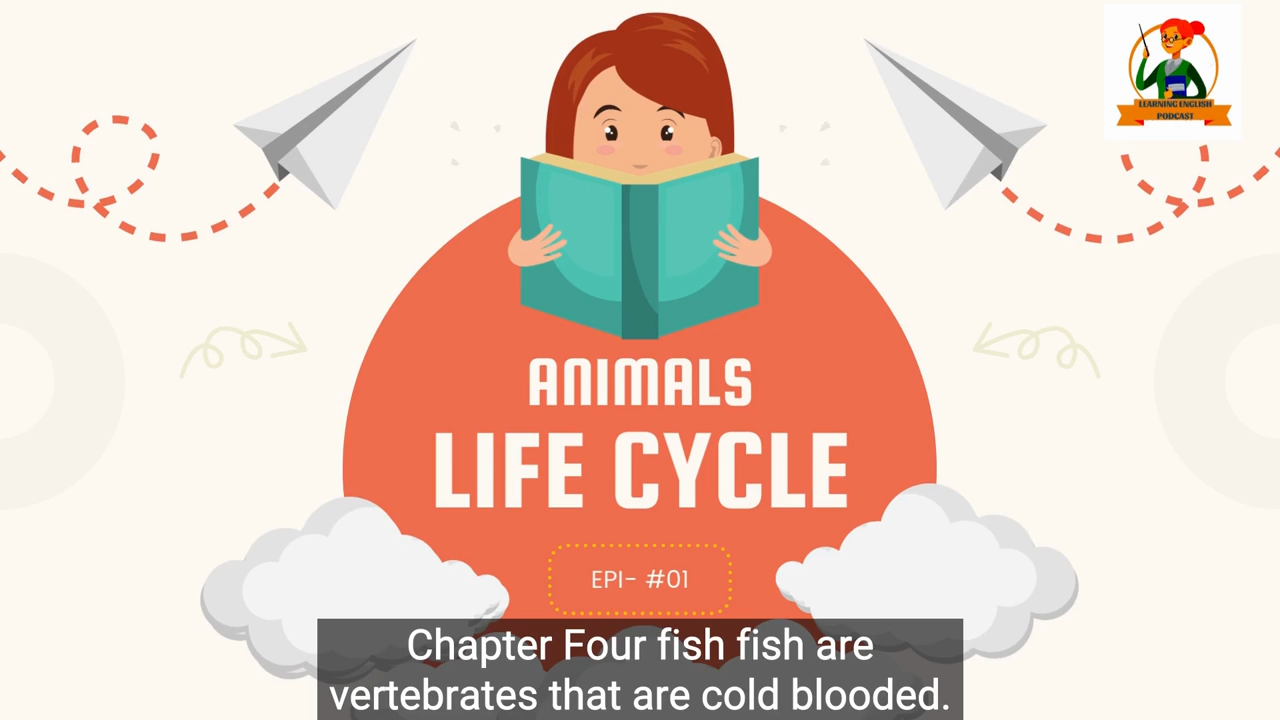 LEARNING ENGLISH
PODCAST
ANIMALS
LIFE CYCLE
EPI- #01
Chapter Four fish fish are
vertebrates that are cold blooded.